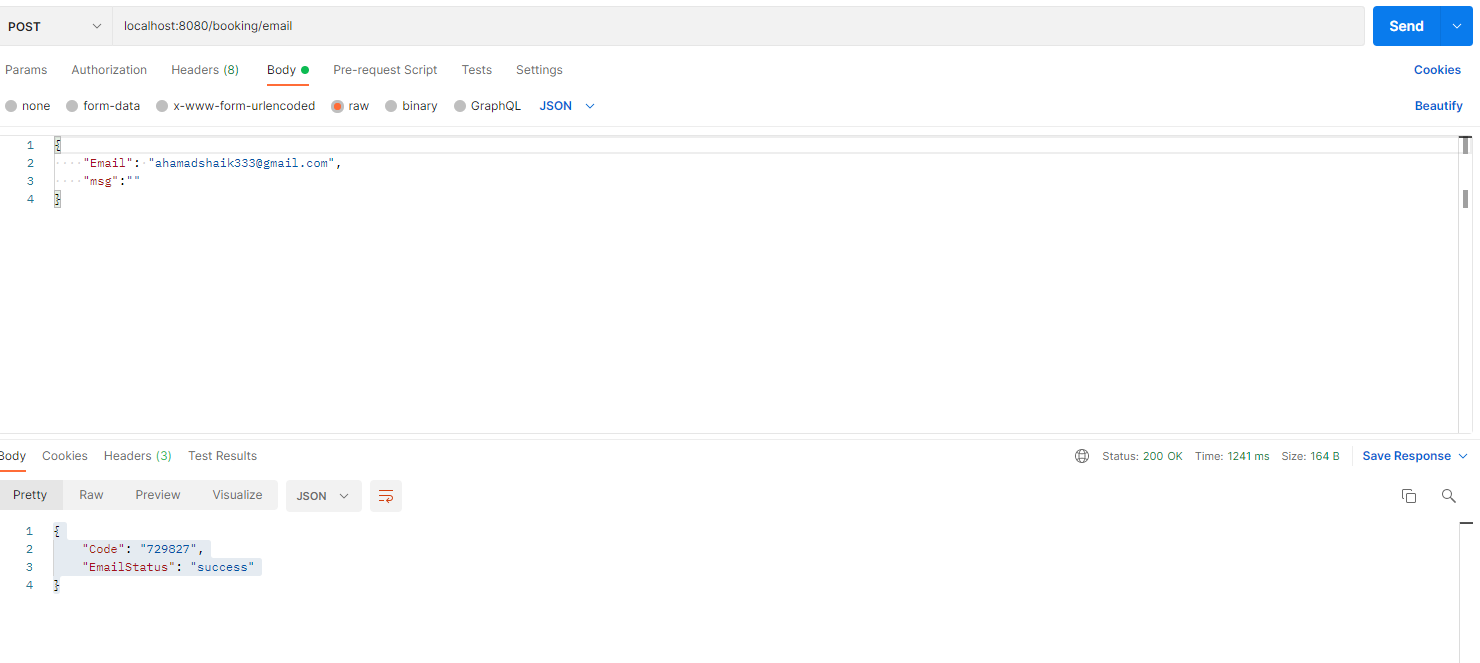 POST localhost:8080/booking/email Send
Params Authorization Headers (8) Body Pre-request Script Tests Settings Cookies
none form-data x-www-form-urlencoded raw binary GraphQL JSON Beautify
1 {
2 "Email": "ahamadshaik333@gmail.com",
3 "msg":""
4 }
Body Cookies Headers (3) Test Results Status: 200 OK Time: 1241 ms Size: 164 B Save Response
Pretty Raw Preview Visualize JSON
1 {
2 "Code": "729827",
3 "EmailStatus": "success"
4 }